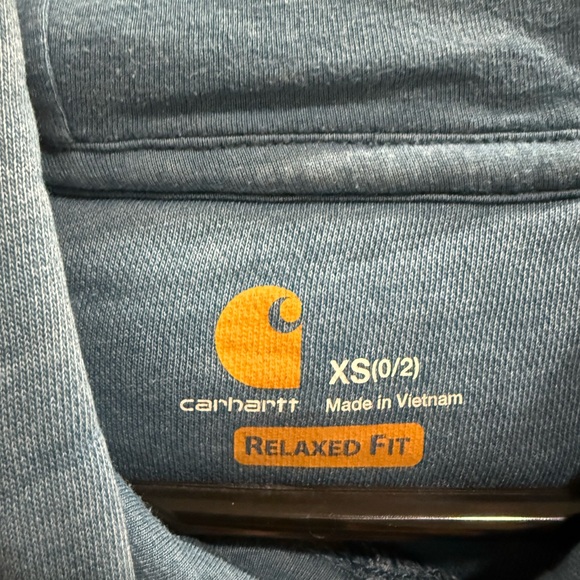 carhartt
XS(0/2)
Made in Vietnam
RELAXED FIT